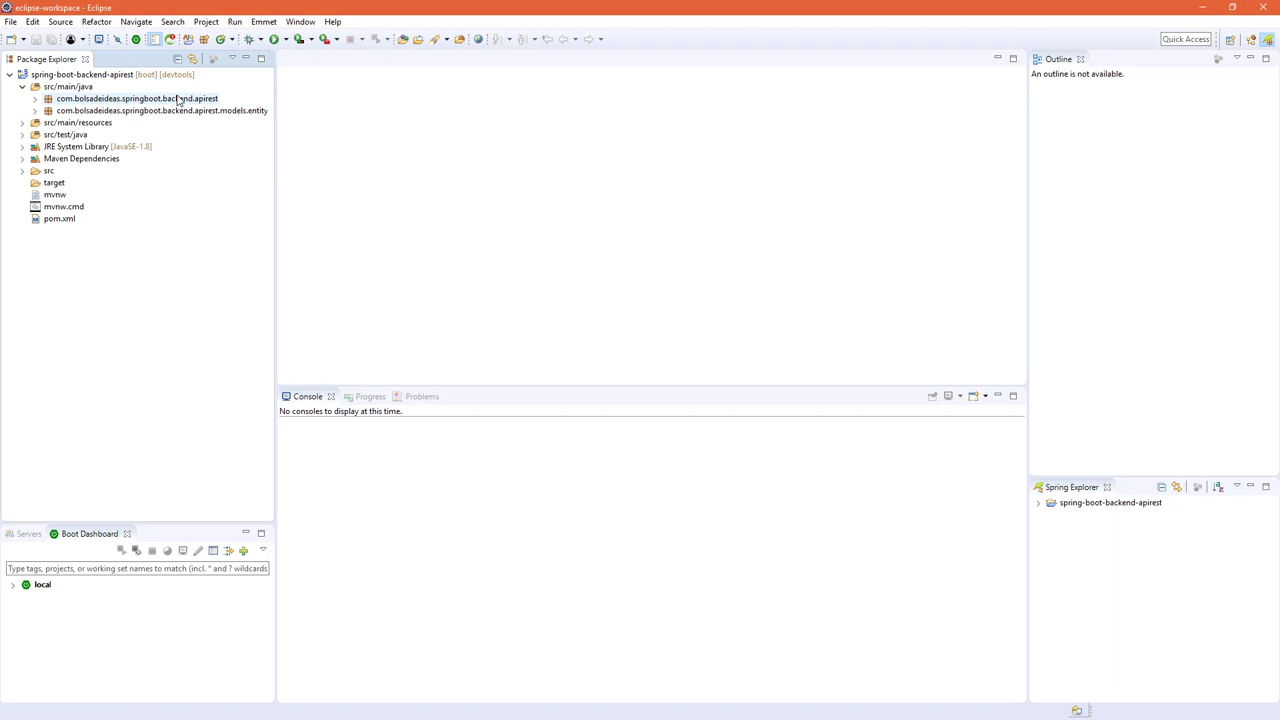 eclipse-workspace - Eclipse
File Edit Source Refactor Navigate Search Project Run Emmet Window Help
Quick Access
Package Explorer
spring-boot-backend-apirest [boot] [devtools]
src/main/java
com.bolsadeideas.springboot.backend.apirest
com.bolsadeideas.springboot.backend.apirest.models.entity
src/main/resources
src/test/java
JRE System Library [JavaSE-1.8]
Maven Dependencies
src
target
mvnw
mvnw.cmd
pom.xml
Outline
An outline is not available.
Console Progress Problems
No consoles to display at this time.
Spring Explorer
spring-boot-backend-apirest
Servers Boot Dashboard
Type tags, projects, or working set names to match (incl. * and ? wildcards
local